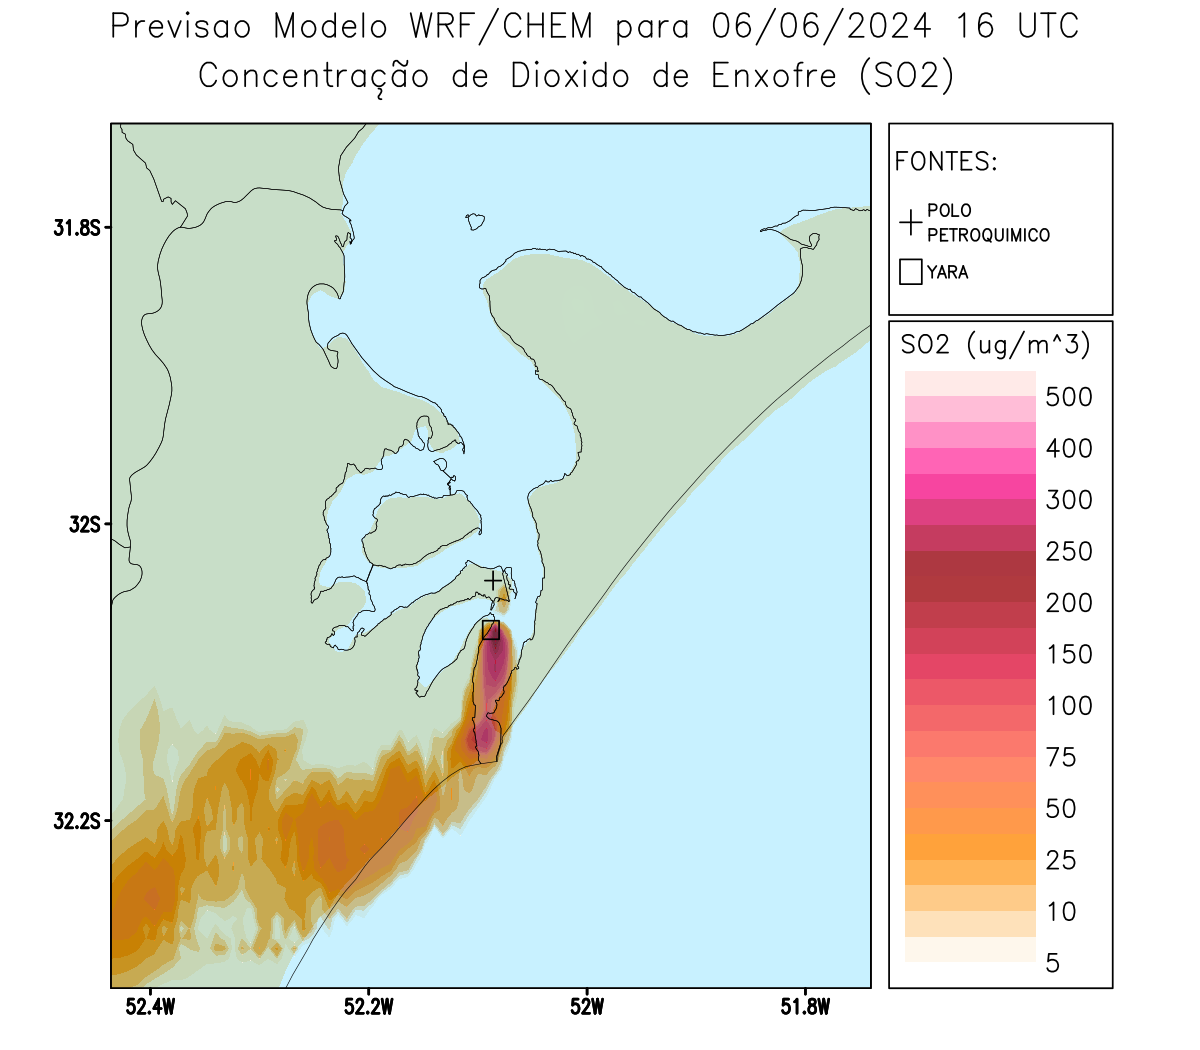 Previsao Modelo WRF/CHEM para 06/06/2024 16 UTC
Concentração de Dioxido de Enxofre (SO2)
FONTES:
POLO
PETROQUIMICO
YARA
SO2 (ug/m^3)
500
400
300
250
200
150
100
75
50
25
10
5
31.8S
32S
32.2S
52.4W
52.2W
52W
51.8W